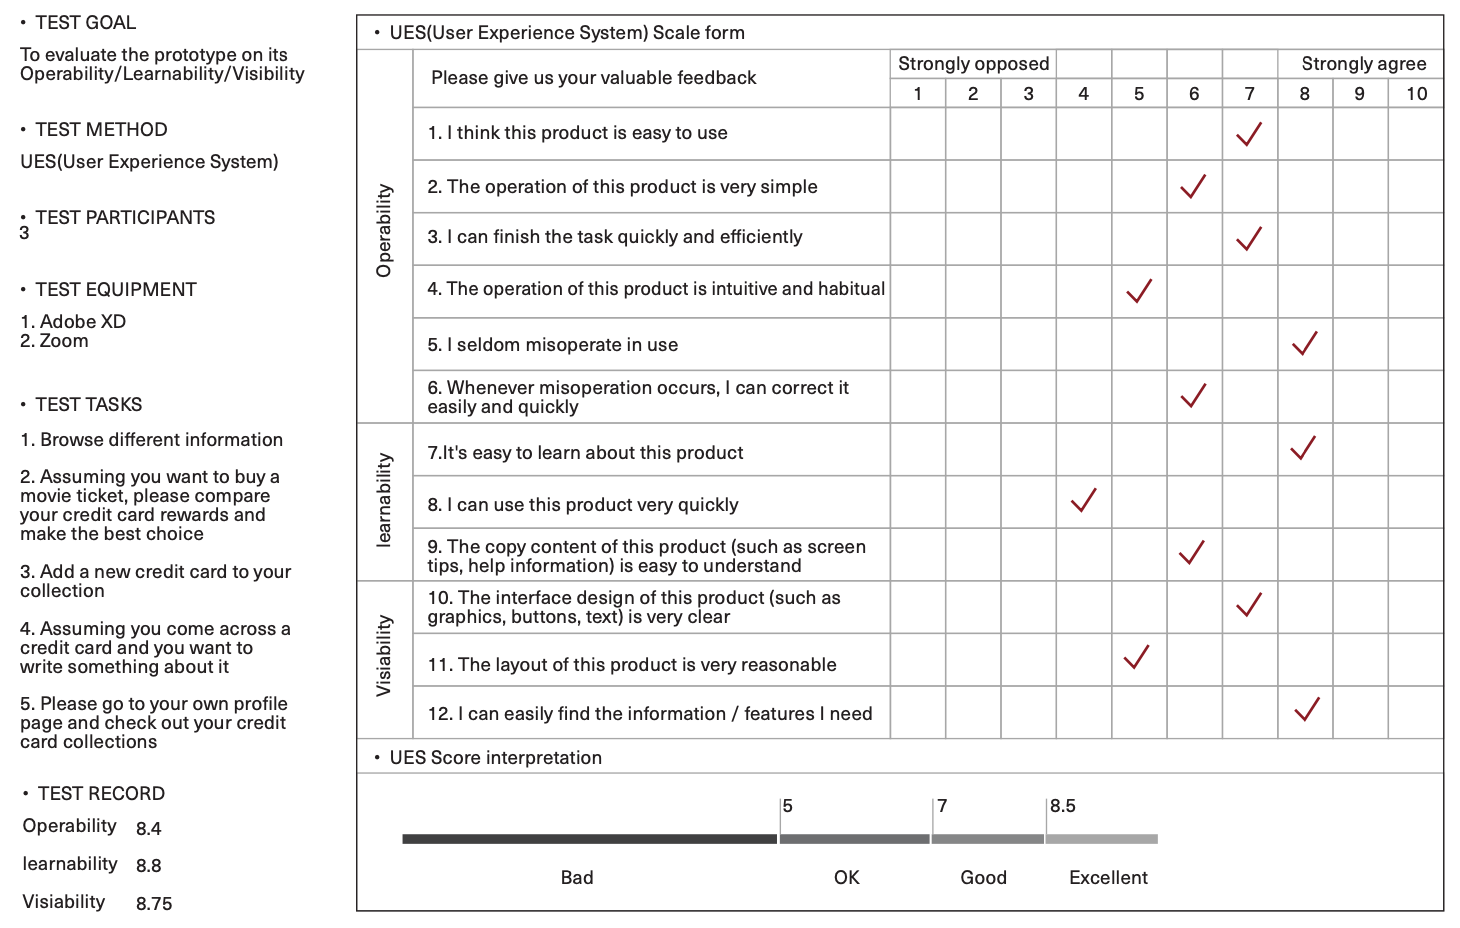 • TEST GOAL
To evaluate the prototype on its
Operability/Learnability/Visibility
• TEST METHOD
UES(User Experience System)
• TEST PARTICIPANTS
3
• TEST EQUIPMENT
1. Adobe XD
2. Zoom
• TEST TASKS
1. Browse different information
2. Assuming you want to buy a
movie ticket, please compare
your credit card rewards and
make the best choice
3. Add a new credit card to your
collection
4. Assuming you come across a
credit card and you want to
write something about it
5. Please go to your own profile
page and check out your credit
card collections
• TEST RECORD
Operability 8.4
learnability 8.8
Visiability 8.75
• UES(User Experience System) Scale form
Please give us your valuable feedback
Strongly opposed Strongly agree
1 2 3 4 5 6 7 8 9 10
Operability
1. I think this product is easy to use
2. The operation of this product is very simple
3. I can finish the task quickly and efficiently
4. The operation of this product is intuitive and habitual
5. I seldom misoperate in use
6. Whenever misoperation occurs, I can correct it
easily and quickly
learnability
7.It's easy to learn about this product
8. I can use this product very quickly
9. The copy content of this product (such as screen
tips, help information) is easy to understand
Visiability
10. The interface design of this product (such as
graphics, buttons, text) is very clear
11. The layout of this product is very reasonable
12. I can easily find the information / features I need
• UES Score interpretation
5 7 8.5
Bad OK Good Excellent